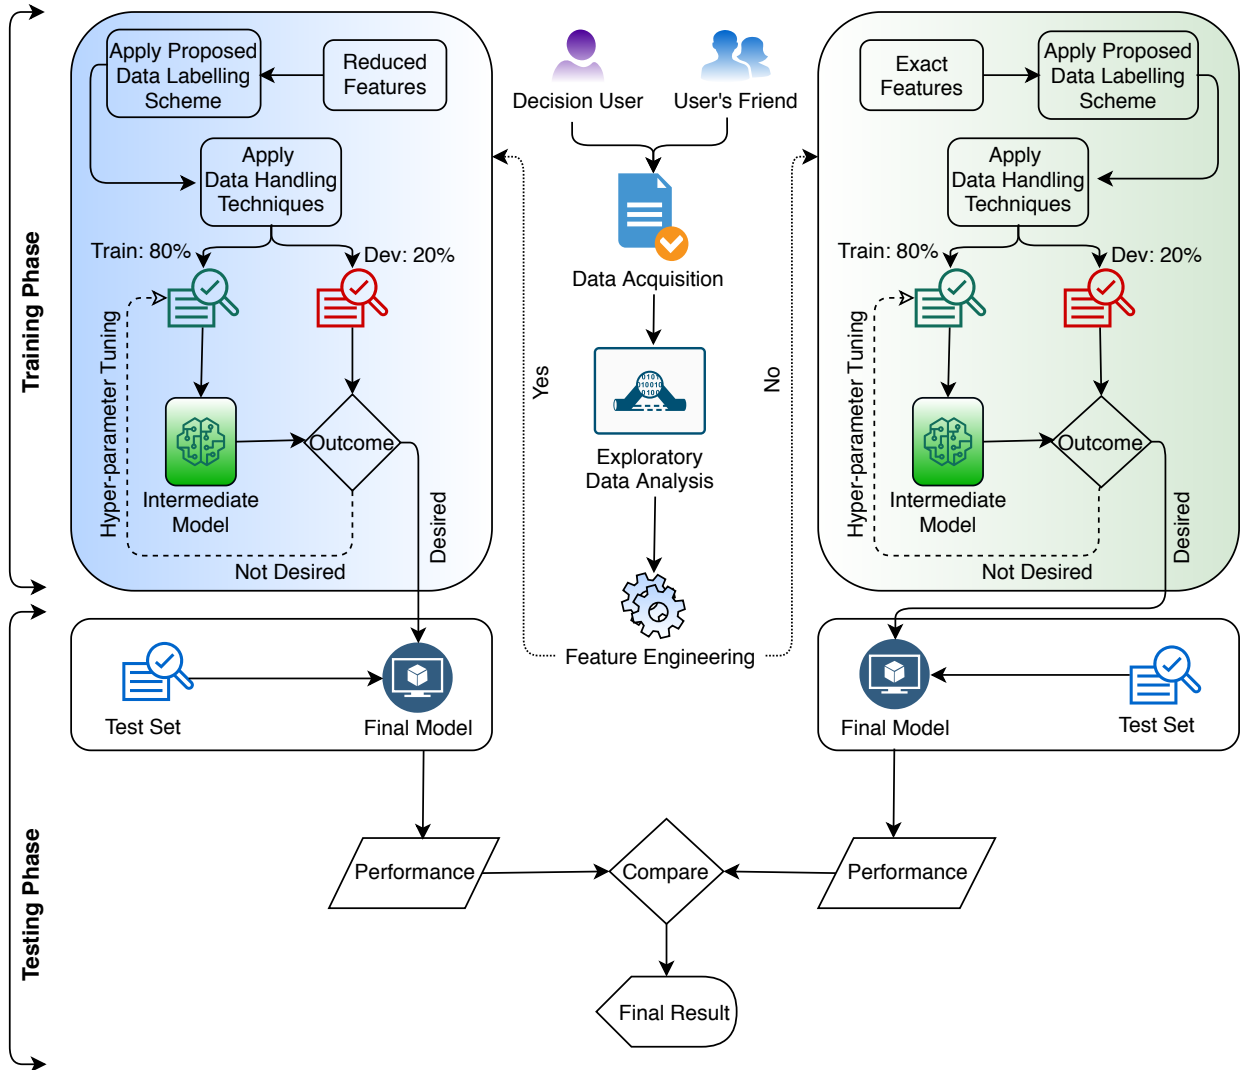 Training Phase
Apply Proposed
Data Labelling
Scheme
Reduced
Features
Apply
Data Handling
Techniques
Train: 80%
Dev: 20%
Hyper-parameter Tuning
Intermediate
Model
Outcome
Desired
Not Desired
Decision User
User's Friend
Data Acquisition
0101
010010
0100
Exploratory
Data Analysis
Feature Engineering
Yes
No
Exact
Features
Apply Proposed
Data Labelling
Scheme
Apply
Data Handling
Techniques
Train: 80%
Dev: 20%
Hyper-parameter Tuning
Intermediate
Model
Outcome
Desired
Not Desired
Testing Phase
Test Set
Final Model
Final Model
Test Set
Performance
Compare
Performance
Final Result